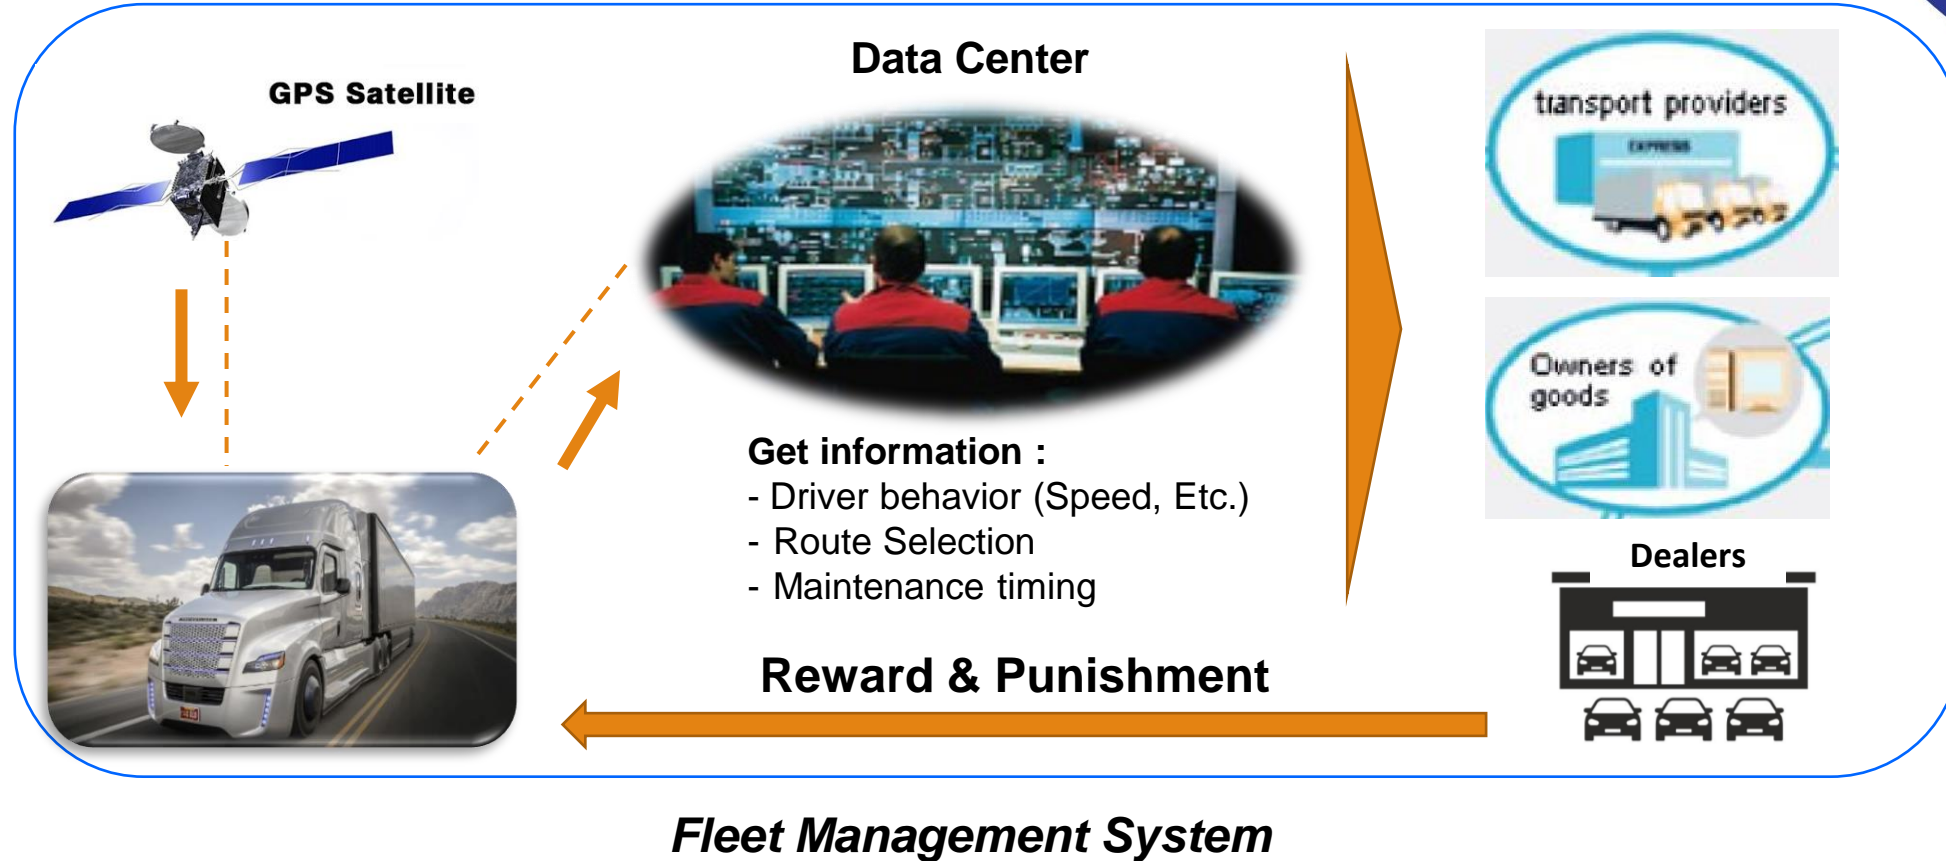 GPS Satellite
Data Center
transport providers
EXPRESS
Owners of
goods
Get information :
- Driver behavior (Speed, Etc.)
- Route Selection
- Maintenance timing
Dealers
Reward & Punishment
Fleet Management System